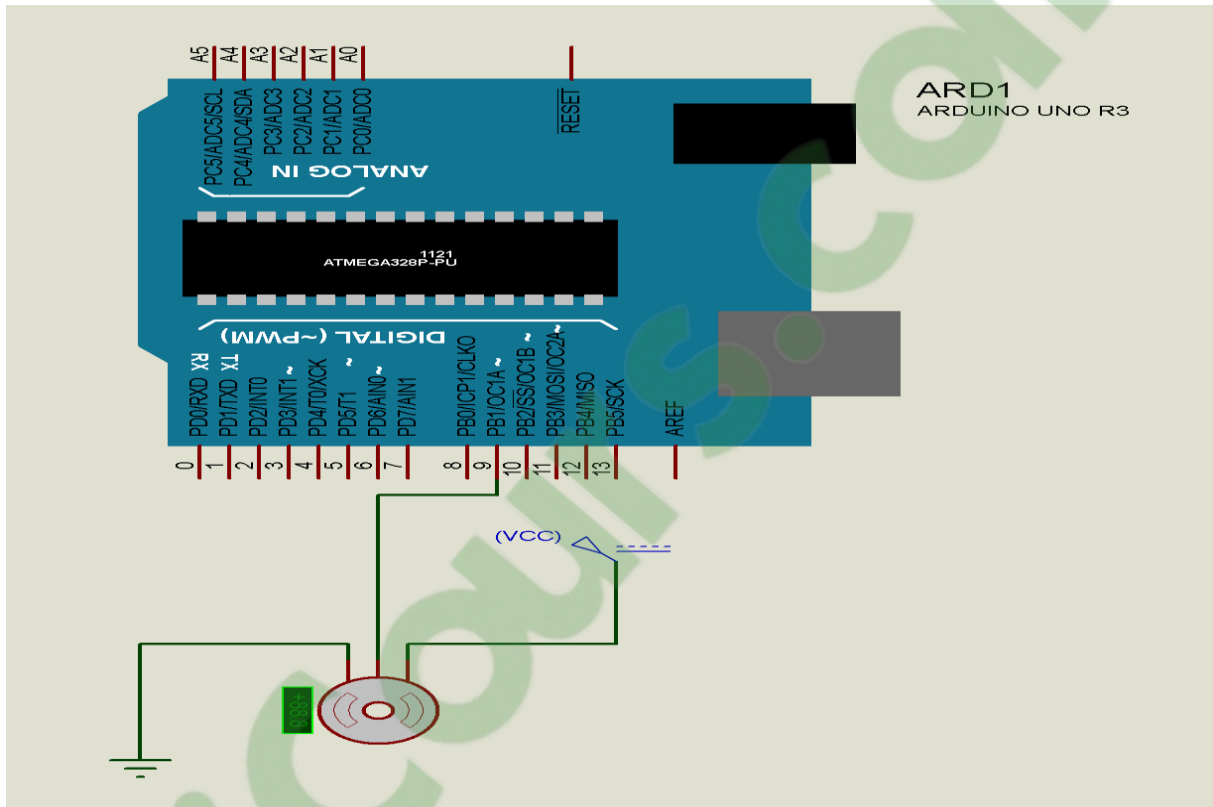 A5
A4
A3
A2
A1
A0
PC5/ADC5/SCL
PC4/ADC4/SDA
PC3/ADC3
PC2/ADC2
PC1/ADC1
PC0/ADC0
RESET
ANALOG IN
ARD1
ARDUINO UNO R3
1121
ATMEGA328P-PU
DIGITAL (~PWM)
RX
TX
PD0/RXD
PD1/TXD
PD2/INT0
PD3/INT1 ~
PD4/T0/XCK
PD5/T1 ~
PD6/AIN0 ~
PD7/AIN1
PB0/ICP1/CLKO
PB1/OC1A ~
PB2/SS/OC1B ~
PB3/MOSI/OC2A ~
PB4/MISO
PB5/SCK
AREF
0
1
2
3
4
5
6
7
8
9
10
11
12
13
(VCC)
+88.8